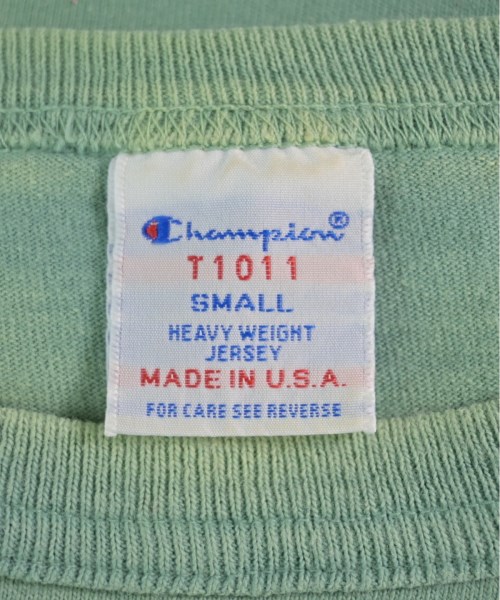 Champion®
T1011
SMALL
HEAVY WEIGHT
JERSEY
MADE IN U.S.A.
FOR CARE SEE REVERSE